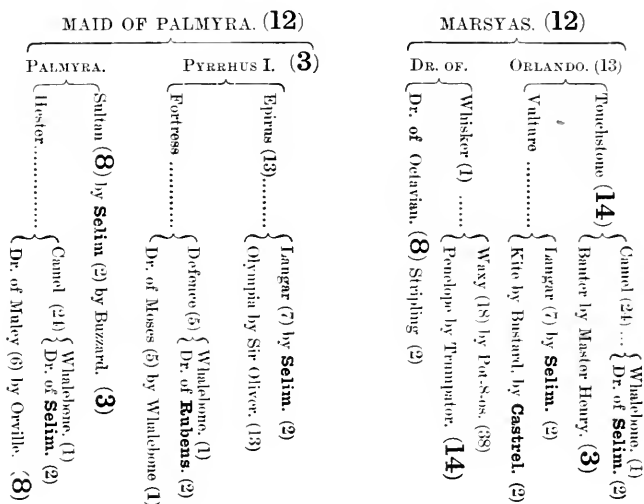 MAID OF PALMYRA. (12)
PALMYRA.
PYRRHUS I. (3)
Sultan (8) by Selim (2) by Buzzard. (3)
Hester
Camel (24)
Whalebone. (1)
Dr. of Selim. (2)
Dr. of Muley (6) by Orville. (8)
Epirus (13)
Langar (7) by Selim. (2)
Olympia by Sir Oliver. (13)
Fortress
Defence (5)
Whalebone. (1)
Dr. of Rubens. (2)
Dr. of Moses (5) by Whalebone (1)
MARSYAS. (12)
DR. OF.
ORLANDO. (13)
Touchstone (14)
Camel (24) ...
Whalebone. (1)
Dr. of Selim. (2)
Banter by Master Henry. (3)
Vulture
Langar (7) by Selim. (2)
Kite by Bustard, by Castrel. (2)
Whisker (1)
Waxy (18) by Pot-8-os. (38)
Penelope by Trumpator. (14)
Dr. of Octavian. (8) Stripling (2)